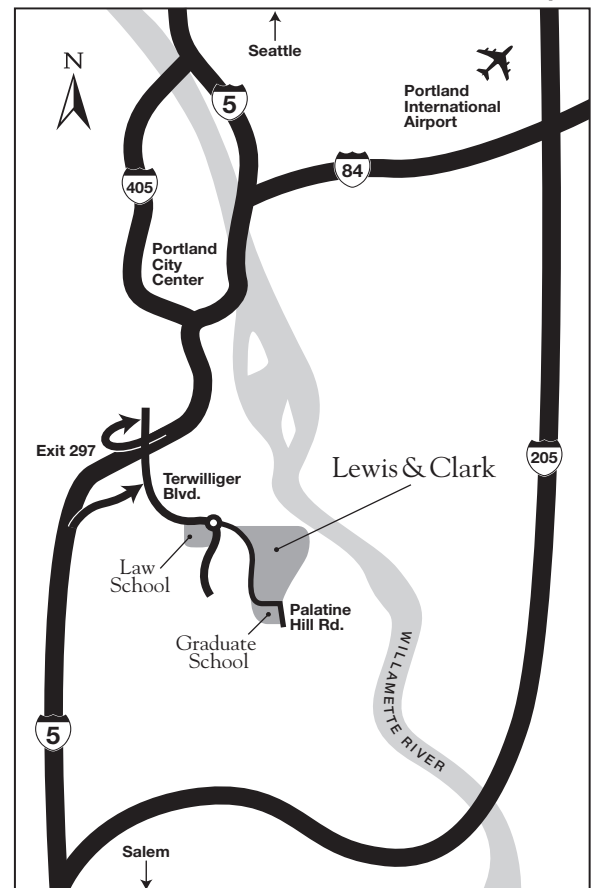 Seattle
N
5
Portland
International
Airport
84
405
Portland
City
Center
Exit 297
205
Lewis & Clark
Terwilliger
Blvd.
Law
School
Palatine
Hill Rd.
Graduate
School
WILLAMETTE RIVER
5
Salem